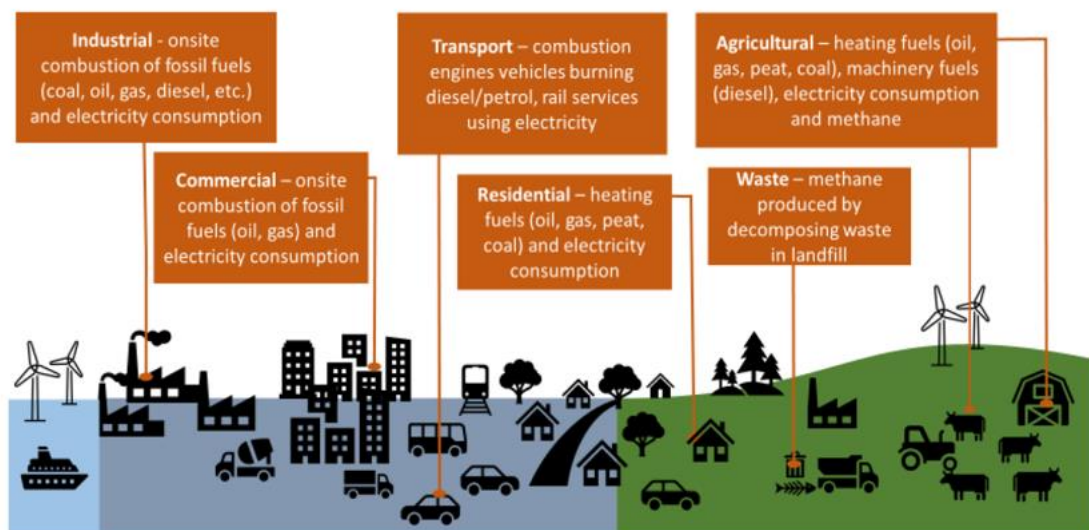 Industrial - onsite
combustion of fossil fuels
(coal, oil, gas, diesel, etc.)
and electricity consumption
Commercial – onsite
combustion of fossil
fuels (oil, gas) and
electricity consumption
Transport – combustion
engines vehicles burning
diesel/petrol, rail services
using electricity
Residential – heating
fuels (oil, gas, peat,
coal) and electricity
consumption
Agricultural – heating fuels (oil,
gas, peat, coal), machinery fuels
(diesel), electricity consumption
and methane
Waste – methane
produced by
decomposing waste
in landfill